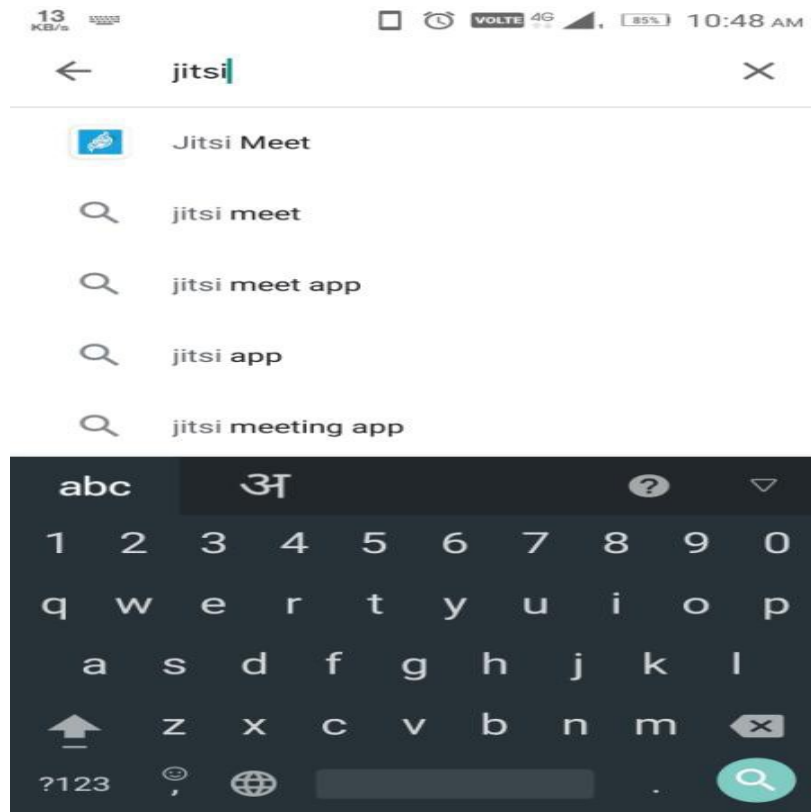 13
KB/s
VOLTE 4G 85% 10:48 AM
jitsi
Jitsi Meet
jitsi meet
jitsi meet app
jitsi app
jitsi meeting app
abc अ ?
1 2 3 4 5 6 7 8 9 0
q w e r t y u i o p
a s d f g h j k l
z x c v b n m
?123 , .